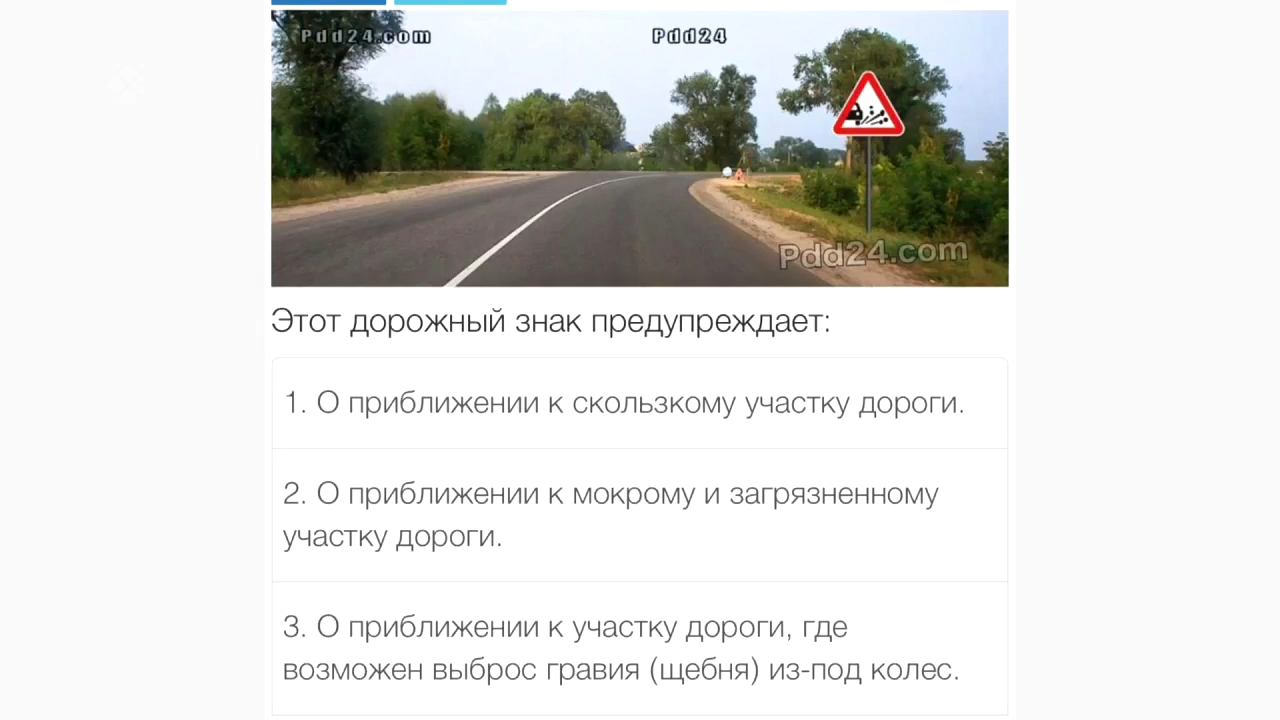 Pdd24.com Pdd24
Pdd24.com
Этот дорожный знак предупреждает:
1. О приближении к скользкому участку дороги.
2. О приближении к мокрому и загрязненному
участку дороги.
3. О приближении к участку дороги, где
возможен выброс гравия (щебня) из-под колес.